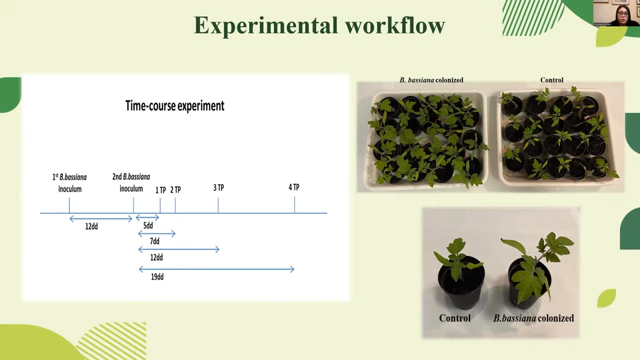 Experimental workflow
Time-course experiment
1st B.bassiana
inoculum
2nd B.bassiana
inoculum
1 TP
2 TP
3 TP
4 TP
12dd
5dd
7dd
12dd
19dd
B. bassiana colonized
Control
Control
B.bassiana colonized